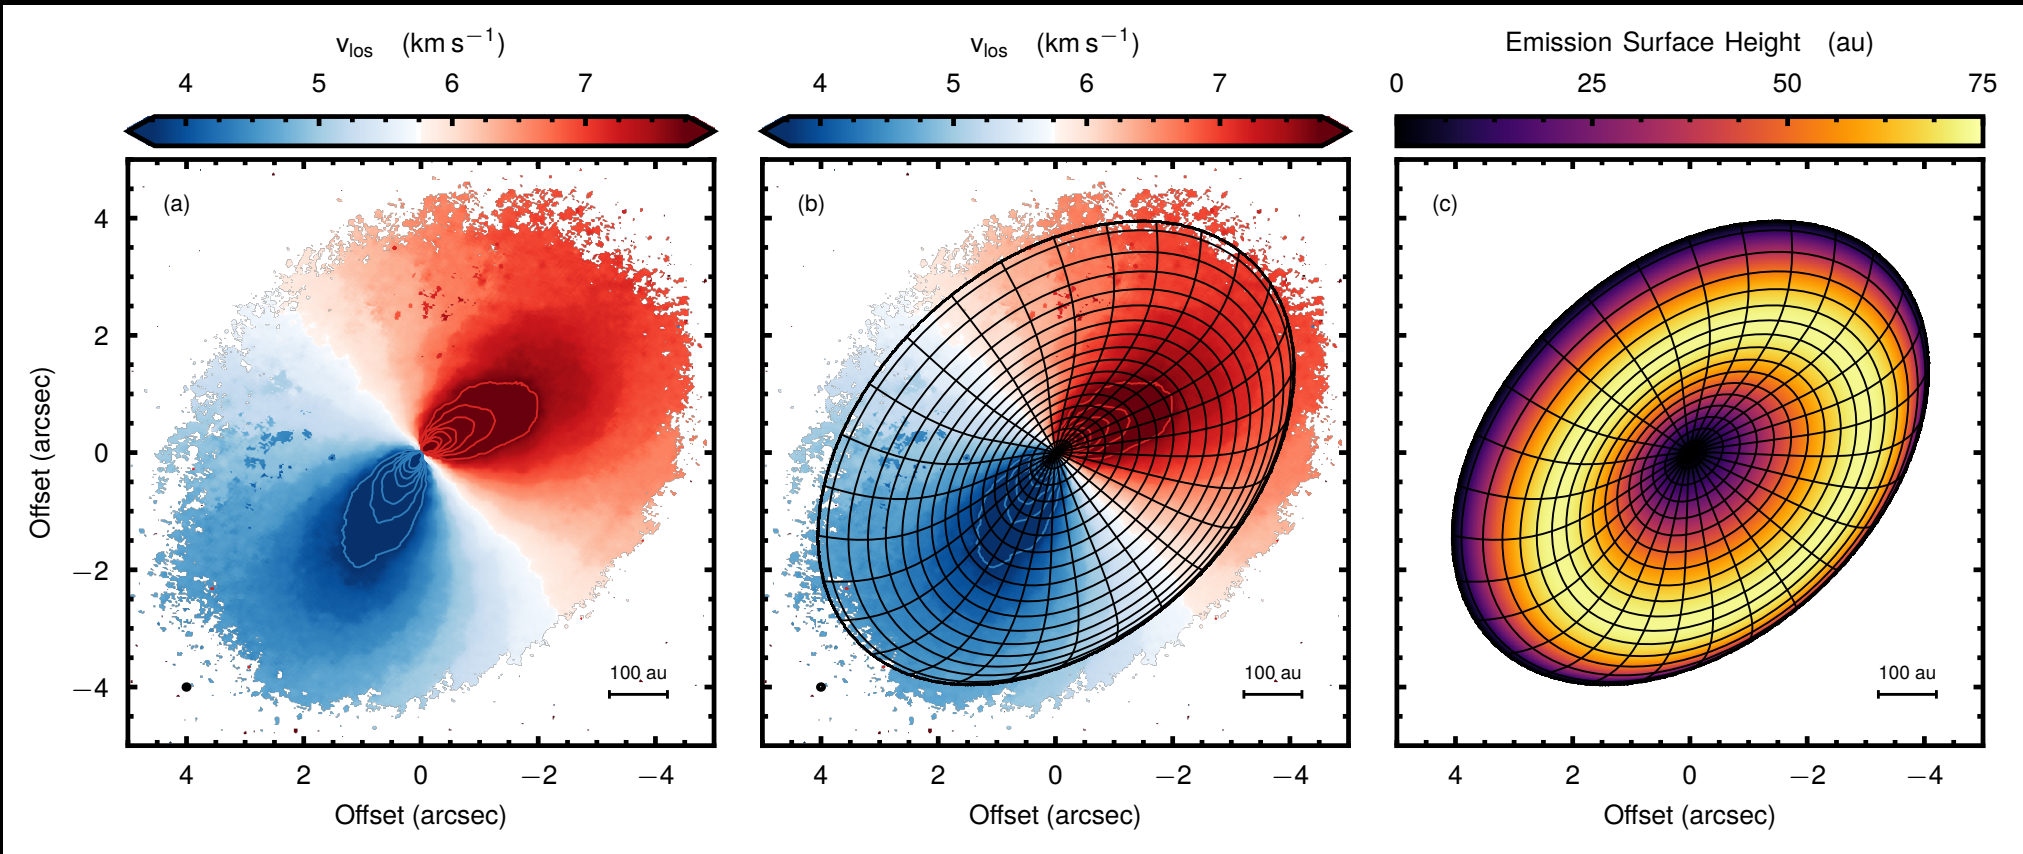 v_los (km s⁻¹)
4 5 6 7
(a)
4
2
0
−2
−4
Offset (arcsec)
100 au
4 2 0 −2 −4
Offset (arcsec)
v_los (km s⁻¹)
4 5 6 7
(b)
100 au
4 2 0 −2 −4
Offset (arcsec)
Emission Surface Height (au)
0 25 50 75
(c)
100 au
4 2 0 −2 −4
Offset (arcsec)